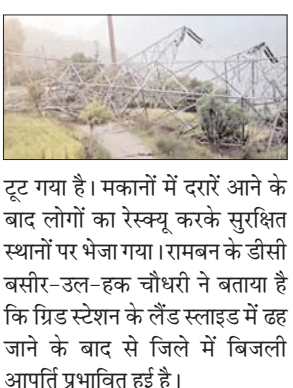 टूट गया है। मकानों में दरारें आने के
बाद लोगों का रेस्क्यू करके सुरक्षित
स्थानों पर भेजा गया। रामबन के डीसी
बसीर-उल-हक चौधरी ने बताया है
कि ग्रिड स्टेशन के लैंड स्लाइड में ढह
जाने के बाद से जिले में बिजली
आपूर्ति प्रभावित हुई है।